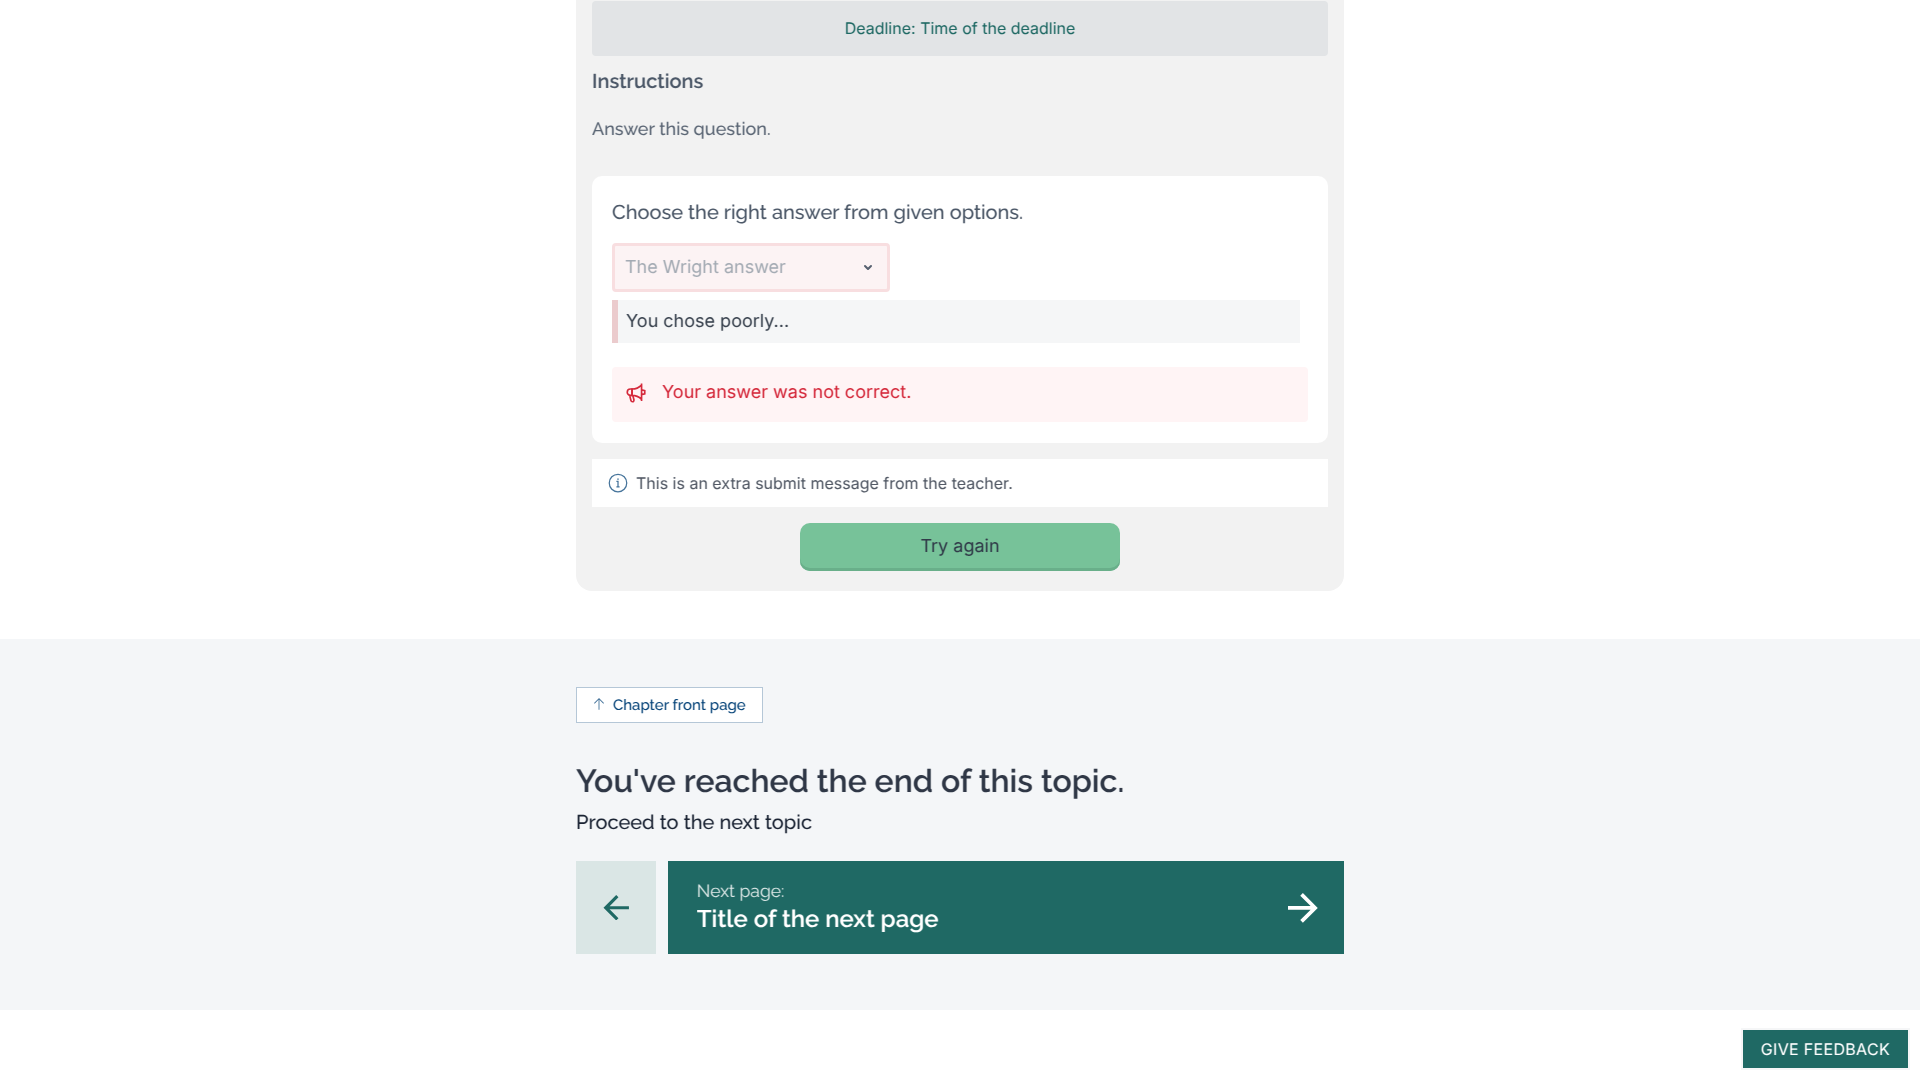 Deadline: Time of the deadline
Instructions
Answer this question.
Choose the right answer from given options.
The Wright answer
You chose poorly...
Your answer was not correct.
This is an extra submit message from the teacher.
Try again
Chapter front page
You've reached the end of this topic.
Proceed to the next topic
Next page:
Title of the next page
GIVE FEEDBACK